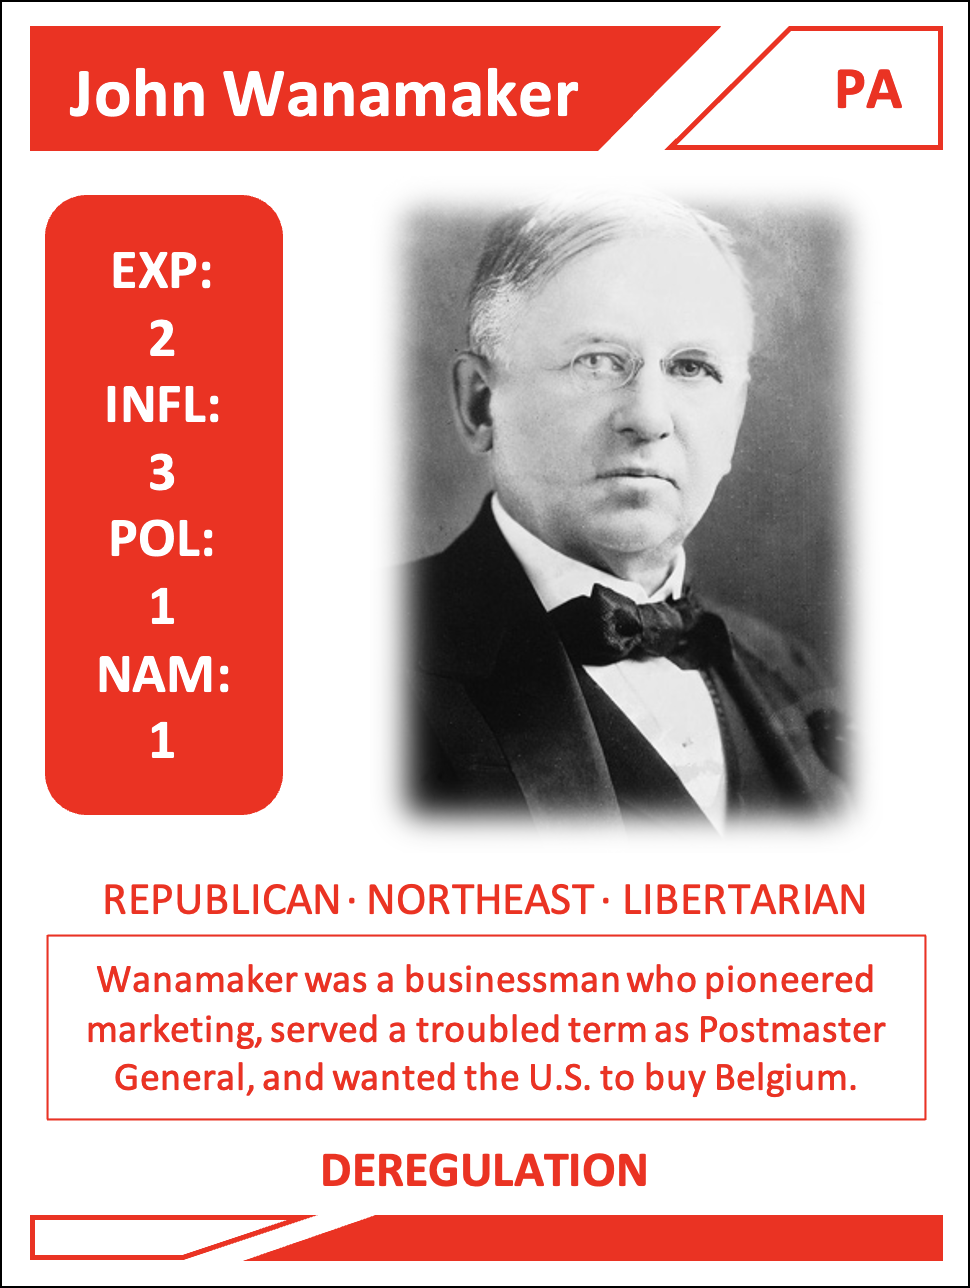 John Wanamaker
PA
EXP:
2
INFL:
3
POL:
1
NAM:
1
REPUBLICAN · NORTHEAST · LIBERTARIAN
Wanamaker was a businessman who pioneered
marketing, served a troubled term as Postmaster
General, and wanted the U.S. to buy Belgium.
DEREGULATION